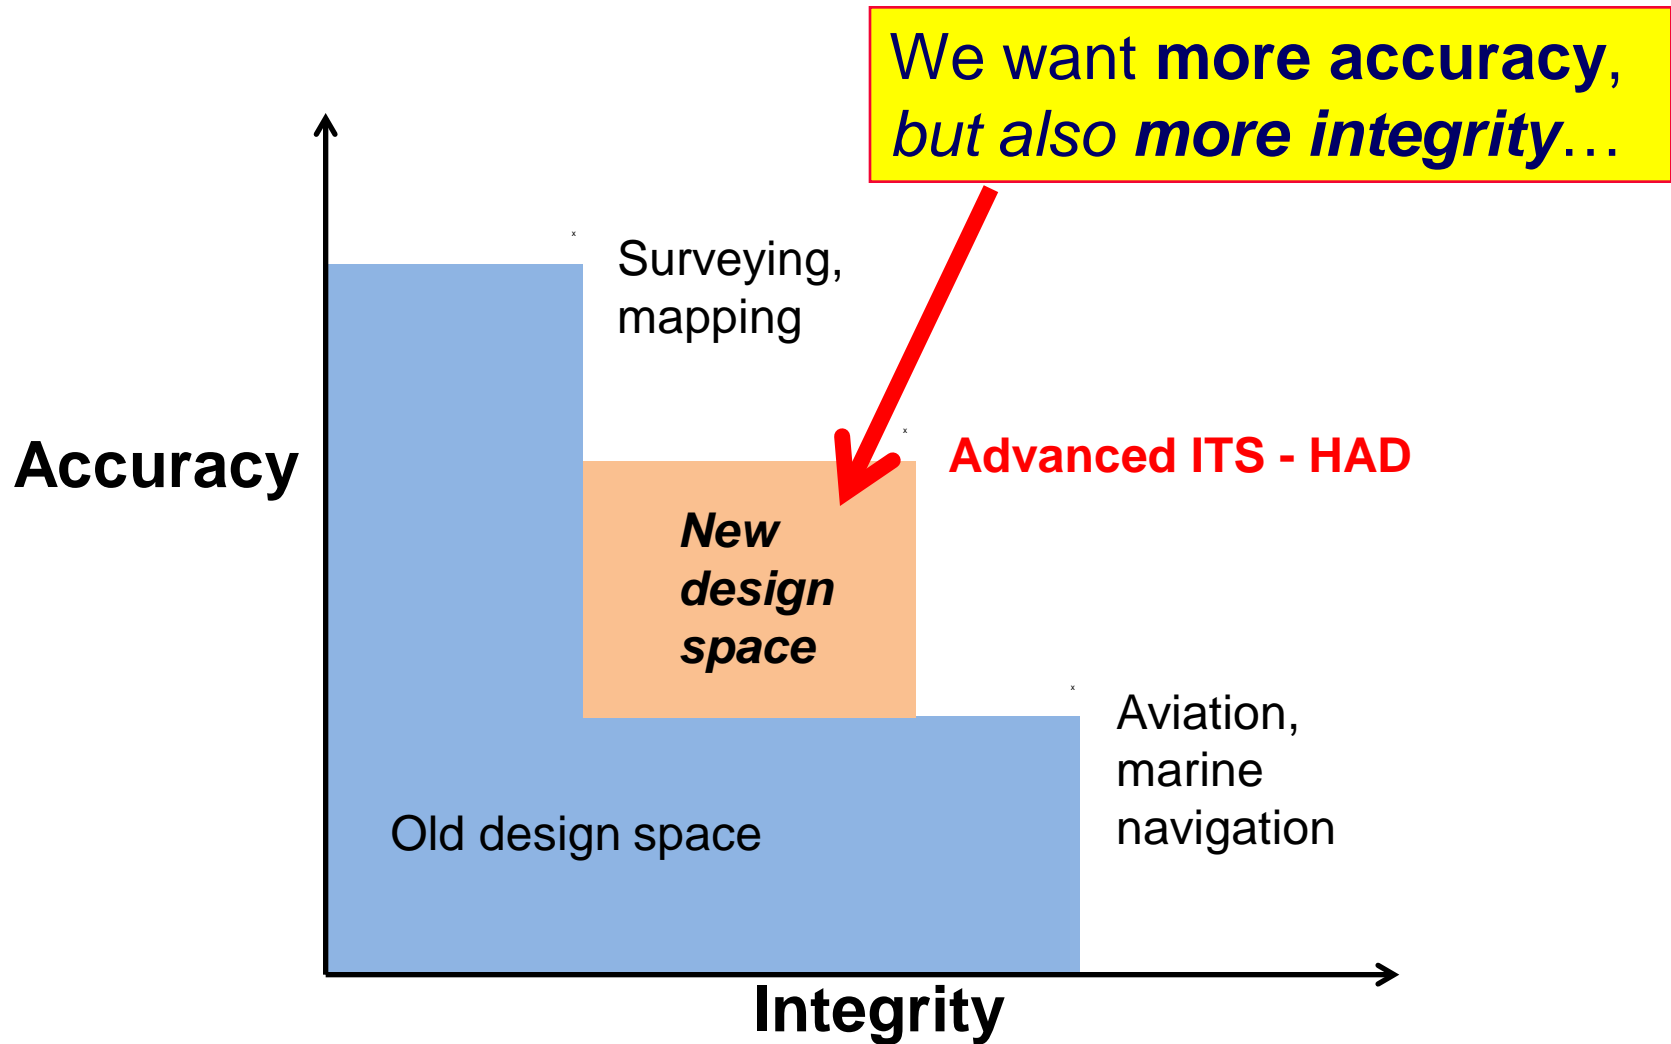 We want more accuracy,
but also more integrity…
x
Surveying,
mapping
x
Accuracy
Advanced ITS - HAD
New
design
space
x
Aviation,
marine
navigation
Old design space
Integrity